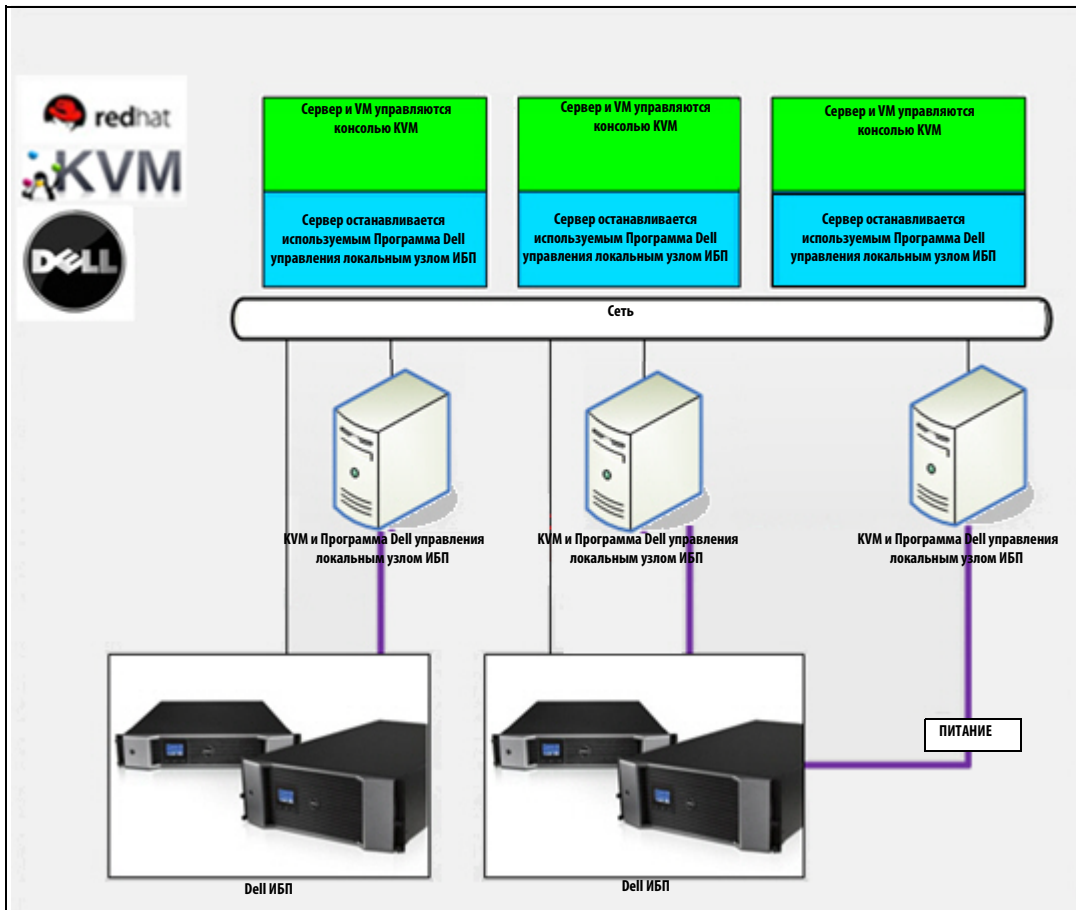 redhat
KVM
DELL
Сервер и VM управляются
консолью KVM
Сервер останавливается
используемым Программа Dell
управления локальным узлом ИБП
Сервер и VM управляются
консолью KVM
Сервер останавливается
используемым Программа Dell
управления локальным узлом ИБП
Сервер и VM управляются
консолью KVM
Сервер останавливается
используемым Программа Dell
управления локальным узлом ИБП
Сеть
KVM и Программа Dell управления
локальным узлом ИБП
KVM и Программа Dell управления
локальным узлом ИБП
KVM и Программа Dell управления
локальным узлом ИБП
ПИТАНИЕ
Dell ИБП
Dell ИБП